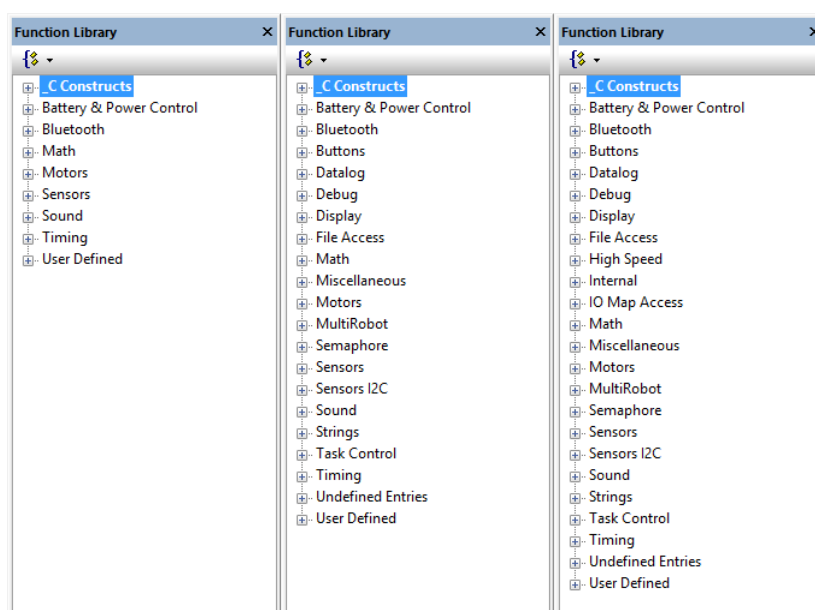 Function Library
_C Constructs
Battery & Power Control
Bluetooth
Math
Motors
Sensors
Sound
Timing
User Defined
Function Library
_C Constructs
Battery & Power Control
Bluetooth
Buttons
Datalog
Debug
Display
File Access
Math
Miscellaneous
Motors
MultiRobot
Semaphore
Sensors
Sensors I2C
Sound
Strings
Task Control
Timing
Undefined Entries
User Defined
Function Library
_C Constructs
Battery & Power Control
Bluetooth
Buttons
Datalog
Debug
Display
File Access
High Speed
Internal
IO Map Access
Math
Miscellaneous
Motors
MultiRobot
Semaphore
Sensors
Sensors I2C
Sound
Strings
Task Control
Timing
Undefined Entries
User Defined